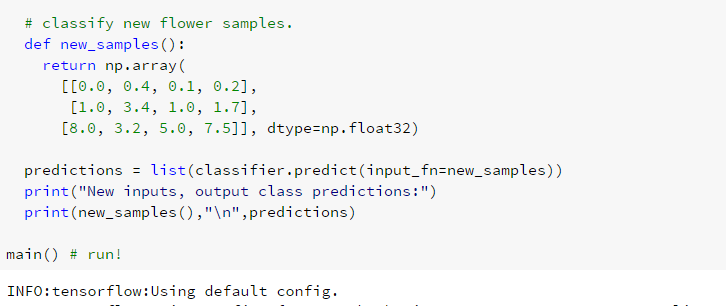 # classify new flower samples.
def new_samples():
return np.array(
[[0.0, 0.4, 0.1, 0.2],
[1.0, 3.4, 1.0, 1.7],
[8.0, 3.2, 5.0, 7.5]], dtype=np.float32)
predictions = list(classifier.predict(input_fn=new_samples))
print("New inputs, output class predictions:")
print(new_samples(),"\n",predictions)
main() # run!
INFO:tensorflow:Using default config.